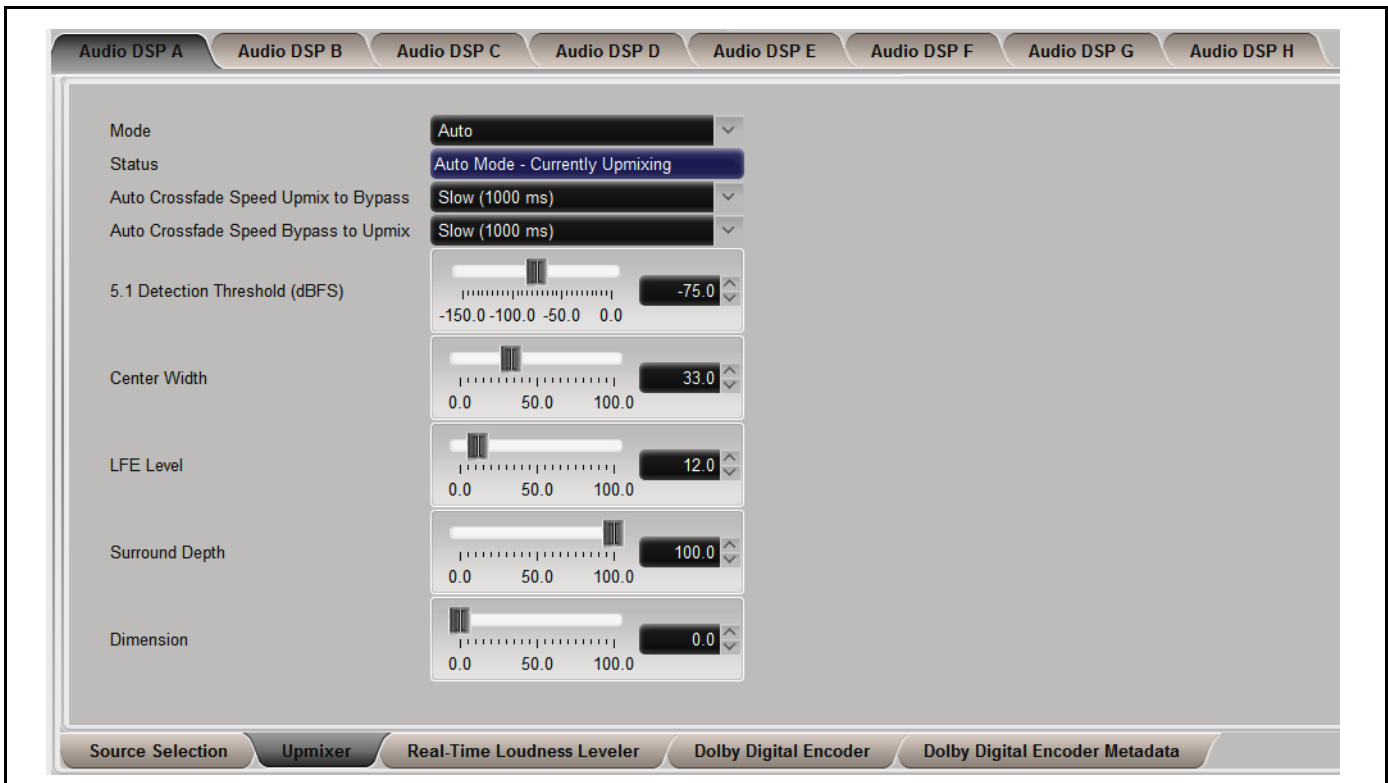 Audio DSP A Audio DSP B Audio DSP C Audio DSP D Audio DSP E Audio DSP F Audio DSP G Audio DSP H
Mode Auto
Status Auto Mode - Currently Upmixing
Auto Crossfade Speed Upmix to Bypass Slow (1000 ms)
Auto Crossfade Speed Bypass to Upmix Slow (1000 ms)
5.1 Detection Threshold (dBFS) -75.0
-150.0 -100.0 -50.0 0.0
Center Width 33.0
0.0 50.0 100.0
LFE Level 12.0
0.0 50.0 100.0
Surround Depth 100.0
0.0 50.0 100.0
Dimension 0.0
0.0 50.0 100.0
Source Selection Upmixer Real-Time Loudness Leveler Dolby Digital Encoder Dolby Digital Encoder Metadata